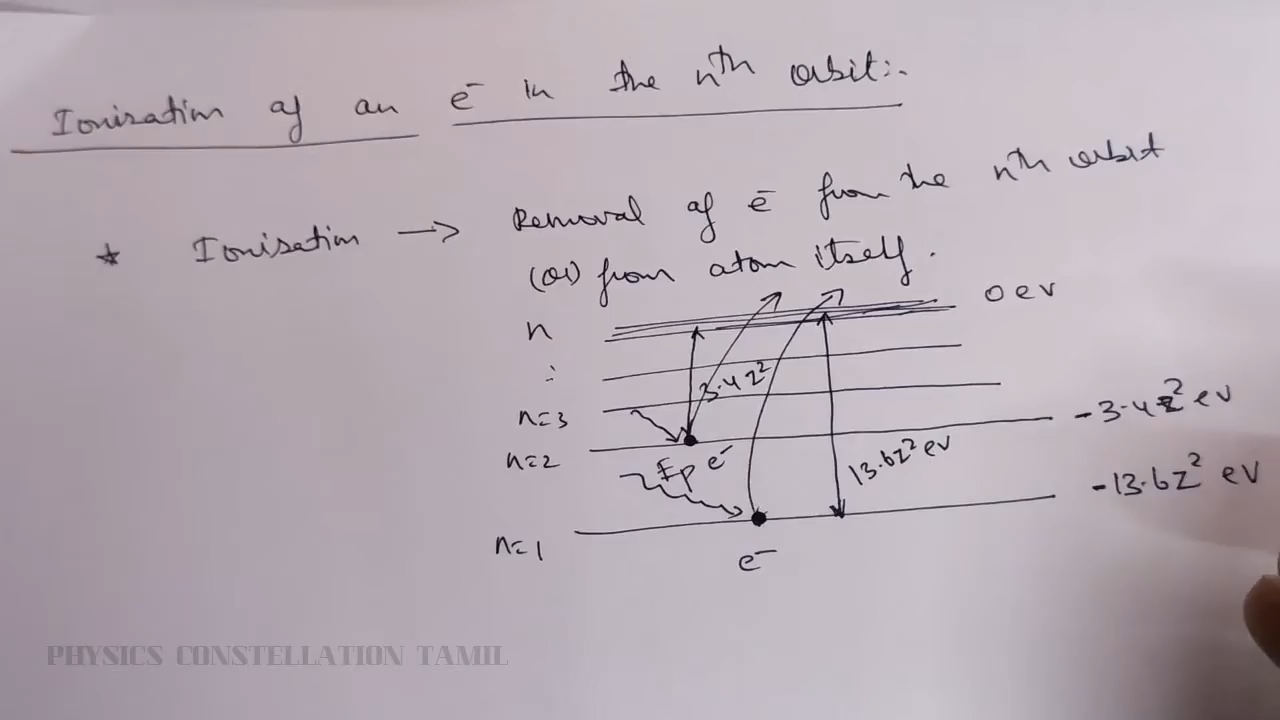 Ionisation of an e⁻ in the nth orbit:-
* Ionisation → Removal of e⁻ from the nth orbit
(or) from atom itself.
n 0 ev
:
3.4z²
n=3
n=2 -3.4z² ev
Ep e⁻ 13.6z² ev
-13.6z² ev
n=1
e⁻
PHYSICS CONSTELLATION TAMIL